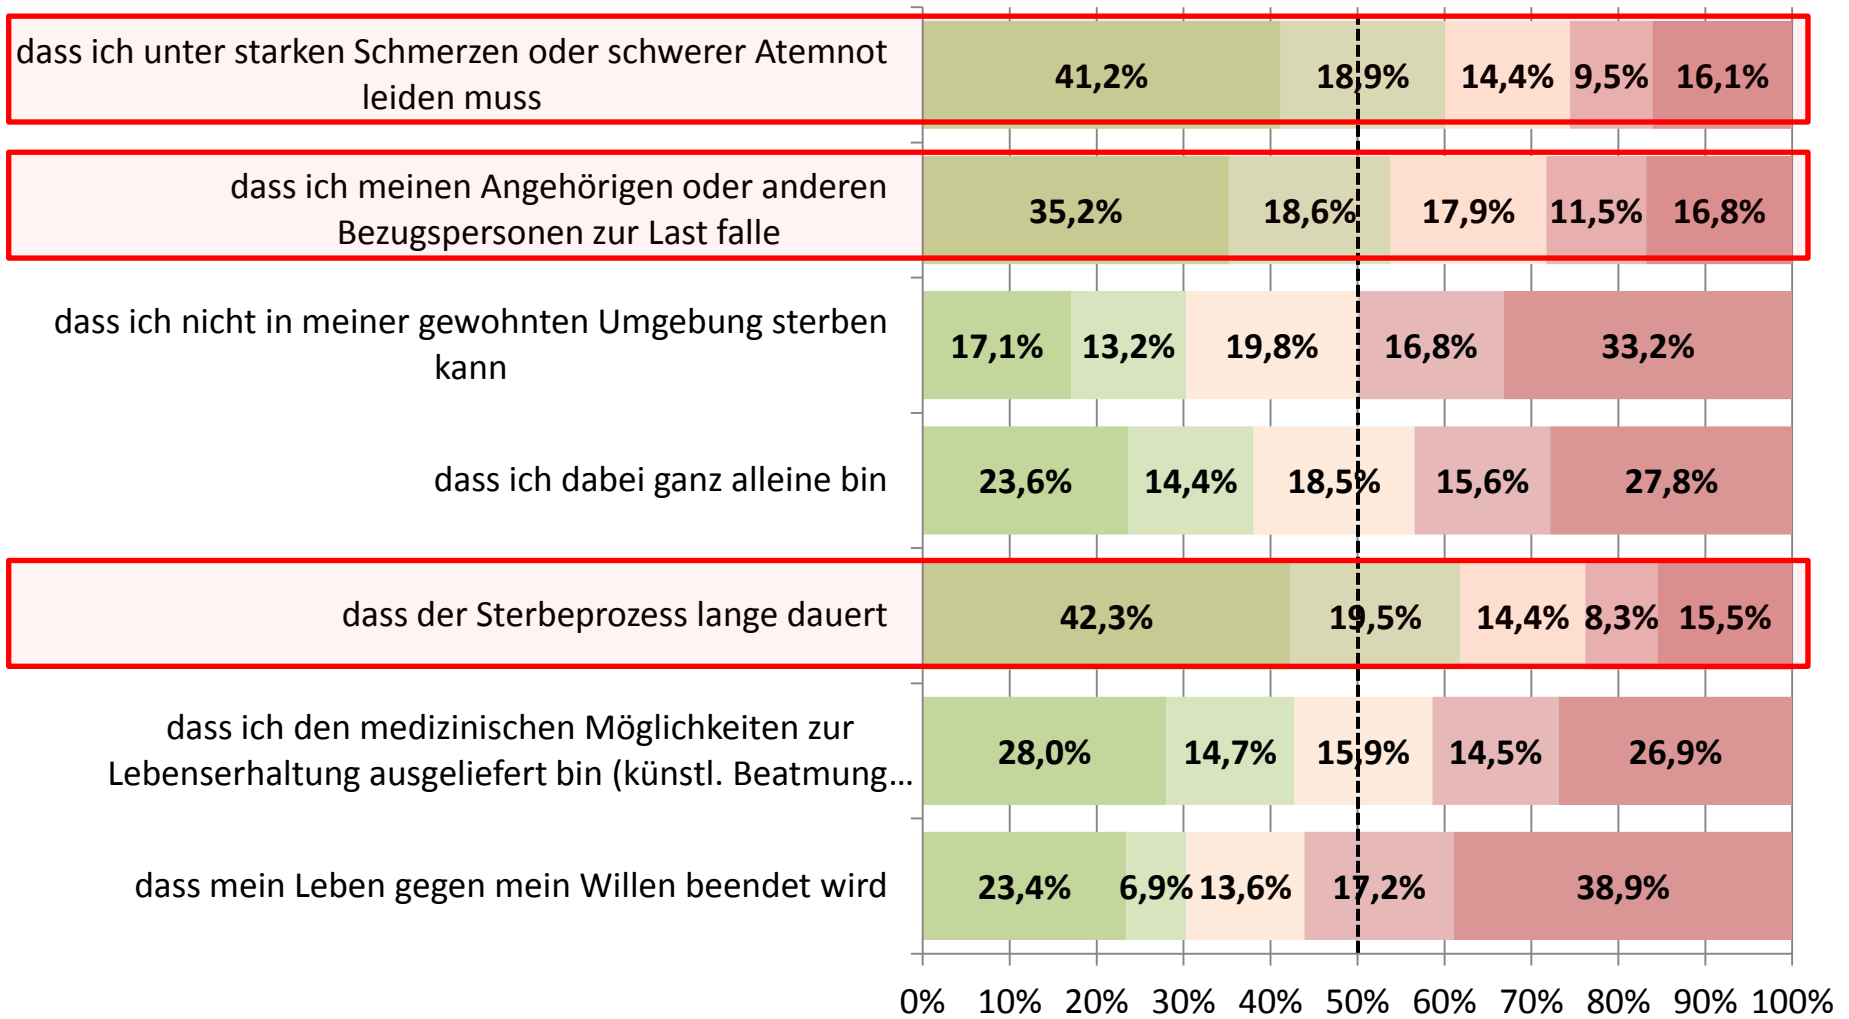 dass ich unter starken Schmerzen oder schwerer Atemnot
leiden muss
41,2% 18,9% 14,4% 9,5% 16,1%
dass ich meinen Angehörigen oder anderen
Bezugspersonen zur Last falle
35,2% 18,6% 17,9% 11,5% 16,8%
dass ich nicht in meiner gewohnten Umgebung sterben
kann
17,1% 13,2% 19,8% 16,8% 33,2%
dass ich dabei ganz alleine bin
23,6% 14,4% 18,5% 15,6% 27,8%
dass der Sterbeprozess lange dauert
42,3% 19,5% 14,4% 8,3% 15,5%
dass ich den medizinischen Möglichkeiten zur
Lebenserhaltung ausgeliefert bin (künstl. Beatmung…
28,0% 14,7% 15,9% 14,5% 26,9%
dass mein Leben gegen mein Willen beendet wird
23,4% 6,9% 13,6% 17,2% 38,9%
0% 10% 20% 30% 40% 50% 60% 70% 80% 90% 100%